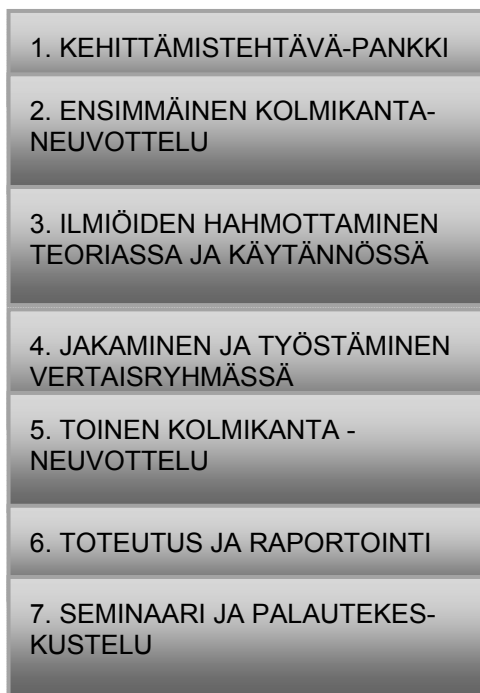 1. KEHITTÄMISTEHTÄVÄ-PANKKI
2. ENSIMMÄINEN KOLMIKANTA-
NEUVOTTELU
3. ILMIÖIDEN HAHMOTTAMINEN
TEORIASSA JA KÄYTÄNNÖSSÄ
4. JAKAMINEN JA TYÖSTÄMINEN
VERTAISRYHMÄSSÄ
5. TOINEN KOLMIKANTA -
NEUVOTTELU
6. TOTEUTUS JA RAPORTOINTI
7. SEMINAARI JA PALAUTEKES-
KUSTELU